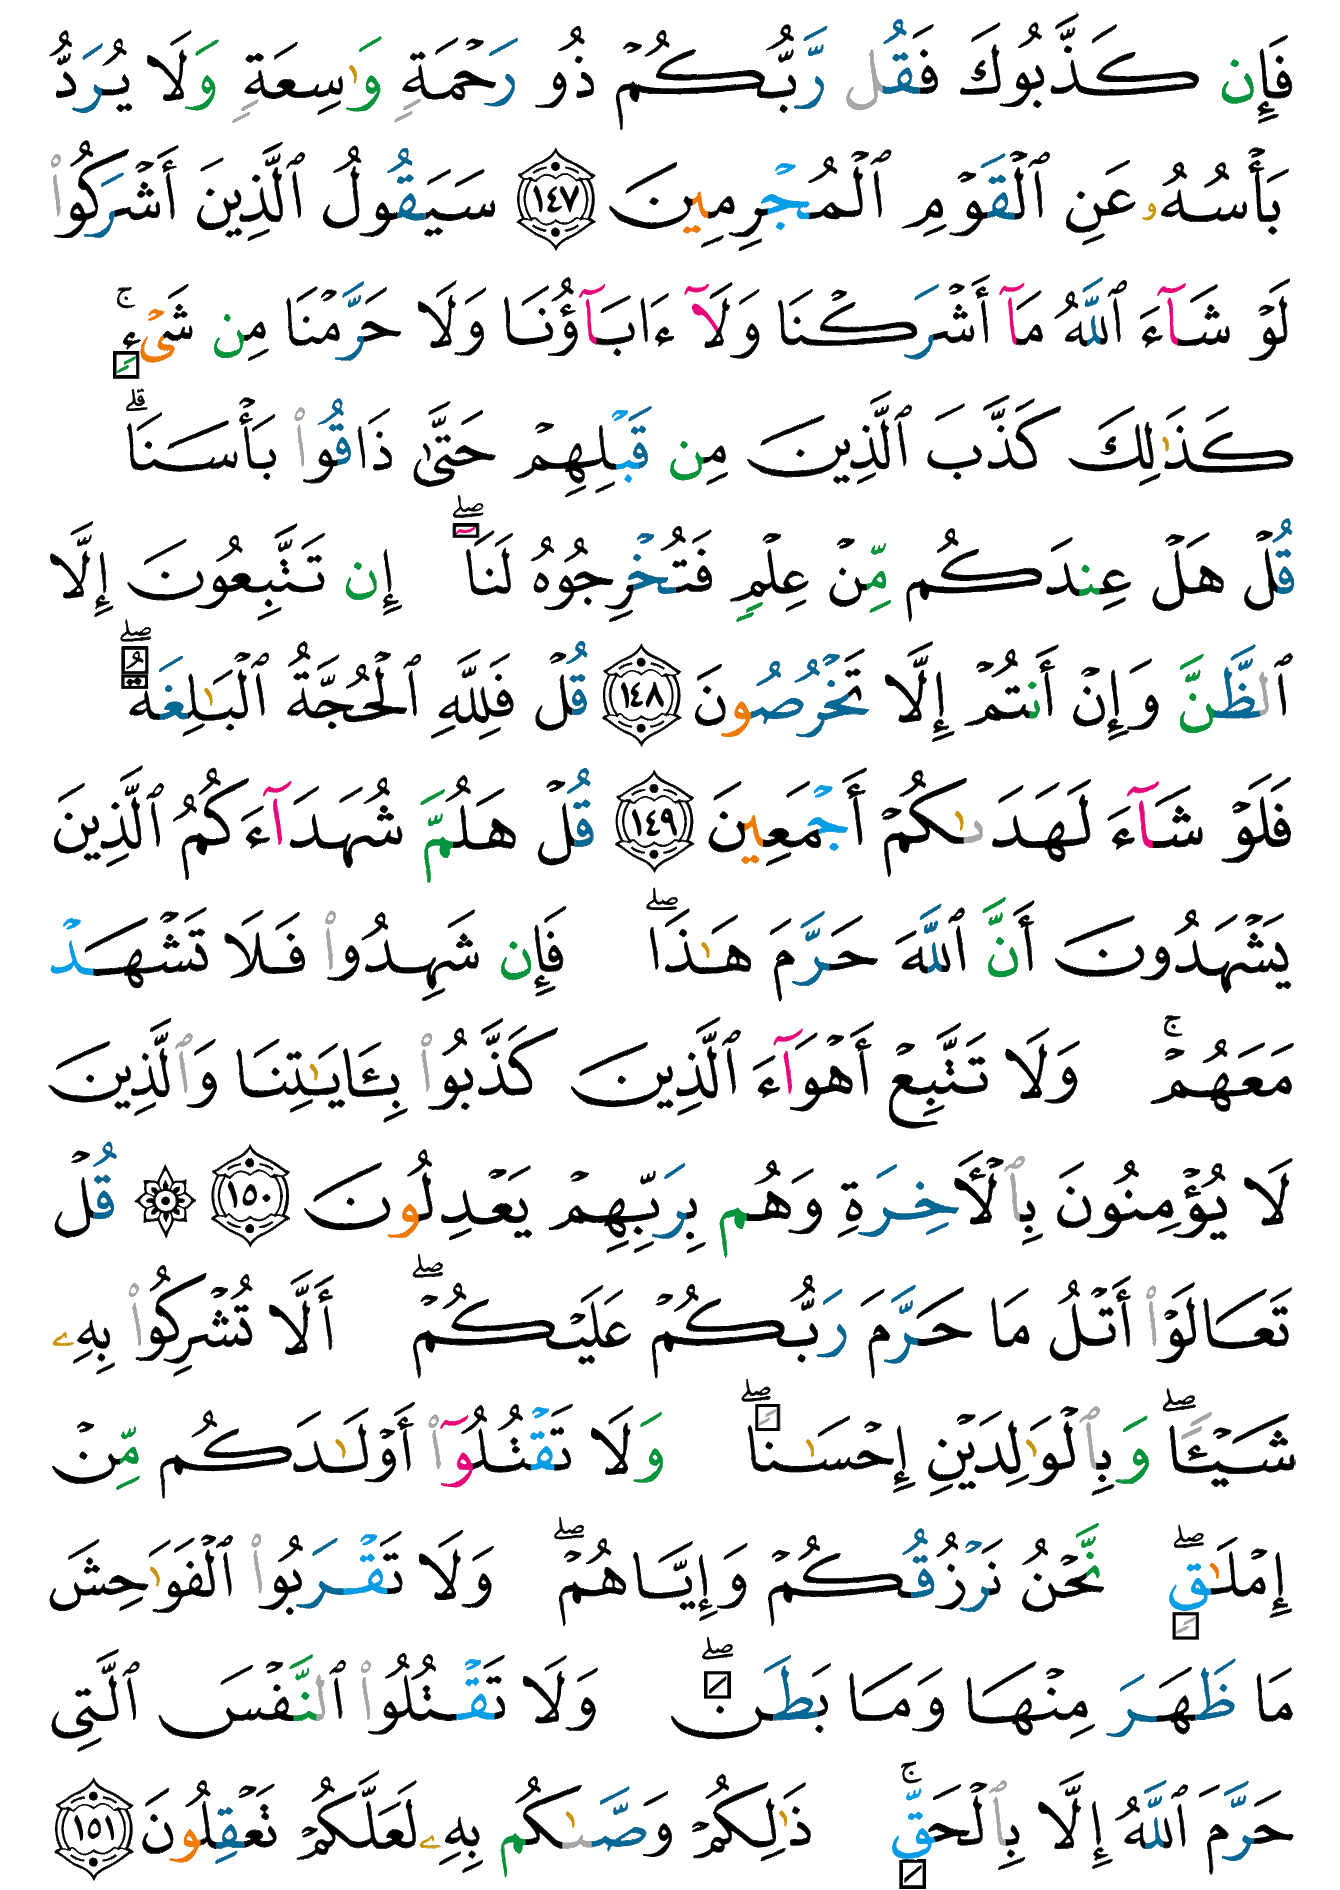 فَإِن كَذَّبُوكَ فَقُل رَّبُّكُمْ ذُو رَحْمَةٍ وَٰسِعَةٍ وَلَا يُرَدُّ
بَأْسُهُۥ عَنِ ٱلْقَوْمِ ٱلْمُجْرِمِينَ ١٤٧ سَيَقُولُ ٱلَّذِينَ أَشْرَكُوا۟
لَوْ شَآءَ ٱللَّهُ مَآ أَشْرَكْنَا وَلَآ ءَابَآؤُنَا وَلَا حَرَّمْنَا مِن شَىْءٍ ۚ
كَذَٰلِكَ كَذَّبَ ٱلَّذِينَ مِن قَبْلِهِمْ حَتَّىٰ ذَاقُوا۟ بَأْسَنَا ۗ
قُلْ هَلْ عِندَكُم مِّنْ عِلْمٍ فَتُخْرِجُوهُ لَنَآ ۖ إِن تَتَّبِعُونَ إِلَّا
ٱلظَّنَّ وَإِنْ أَنتُمْ إِلَّا تَخْرُصُونَ ١٤٨ قُلْ فَلِلَّهِ ٱلْحُجَّةُ ٱلْبَٰلِغَةُ ۖ
فَلَوْ شَآءَ لَهَدَىٰكُمْ أَجْمَعِينَ ١٤٩ قُلْ هَلُمَّ شُهَدَآءَكُمُ ٱلَّذِينَ
يَشْهَدُونَ أَنَّ ٱللَّهَ حَرَّمَ هَٰذَا ۖ فَإِن شَهِدُوا۟ فَلَا تَشْهَدْ
مَعَهُمْ ۚ وَلَا تَتَّبِعْ أَهْوَآءَ ٱلَّذِينَ كَذَّبُوا۟ بِـَٔايَٰتِنَا وَٱلَّذِينَ
لَا يُؤْمِنُونَ بِٱلْأَخِرَةِ وَهُم بِرَبِّهِمْ يَعْدِلُونَ ١٥٠ ۞ قُلْ
تَعَالَوْا۟ أَتْلُ مَا حَرَّمَ رَبُّكُمْ عَلَيْكُمْ ۖ أَلَّا تُشْرِكُوا۟ بِهِۦ
شَيْـًٔا ۖ وَبِٱلْوَٰلِدَيْنِ إِحْسَٰنًا ۖ وَلَا تَقْتُلُوٓا۟ أَوْلَٰدَكُم مِّنْ
إِمْلَٰقٍ ۖ نَّحْنُ نَرْزُقُكُمْ وَإِيَّاهُمْ ۖ وَلَا تَقْرَبُوا۟ ٱلْفَوَٰحِشَ
مَا ظَهَرَ مِنْهَا وَمَا بَطَنَ ۖ وَلَا تَقْتُلُوا۟ ٱلنَّفْسَ ٱلَّتِى
حَرَّمَ ٱللَّهُ إِلَّا بِٱلْحَقِّ ۚ ذَٰلِكُمْ وَصَّىٰكُم بِهِۦ لَعَلَّكُمْ تَعْقِلُونَ ١٥١